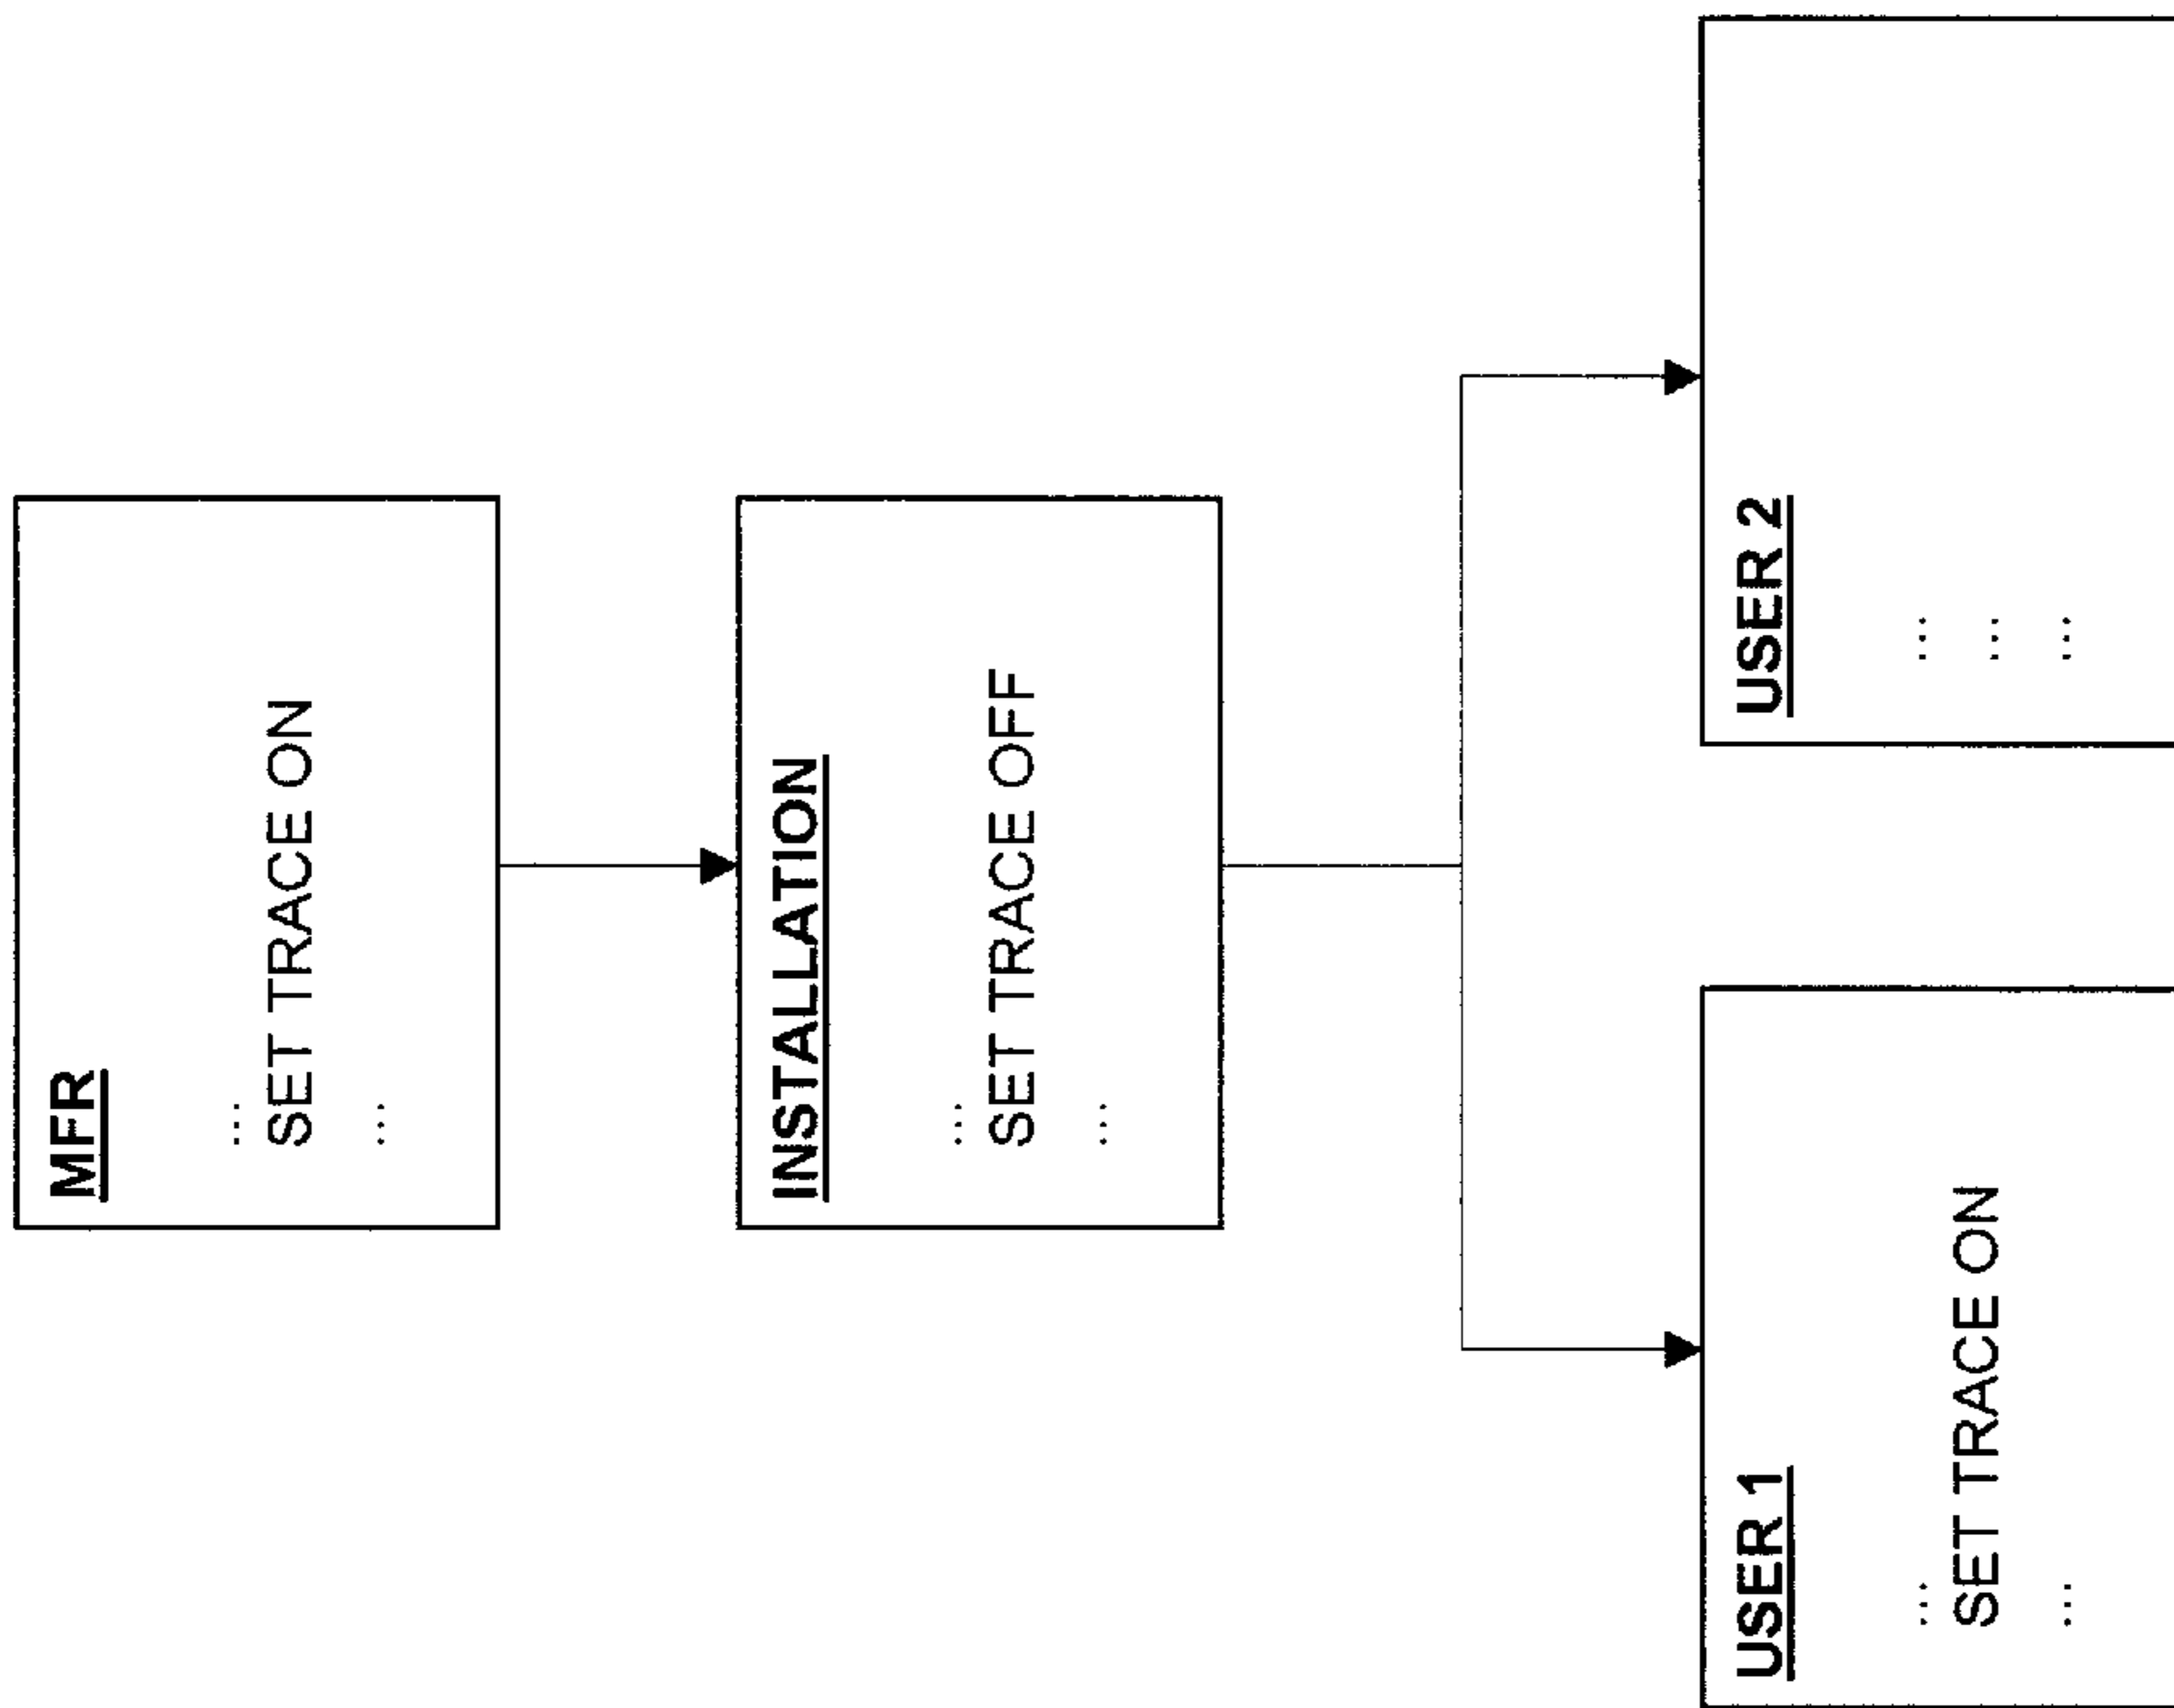 MFR
...
SET TRACE ON
...
INSTALLATION
...
SET TRACE OFF
...
USER 1
...
SET TRACE ON
...
USER 2
...
...
...